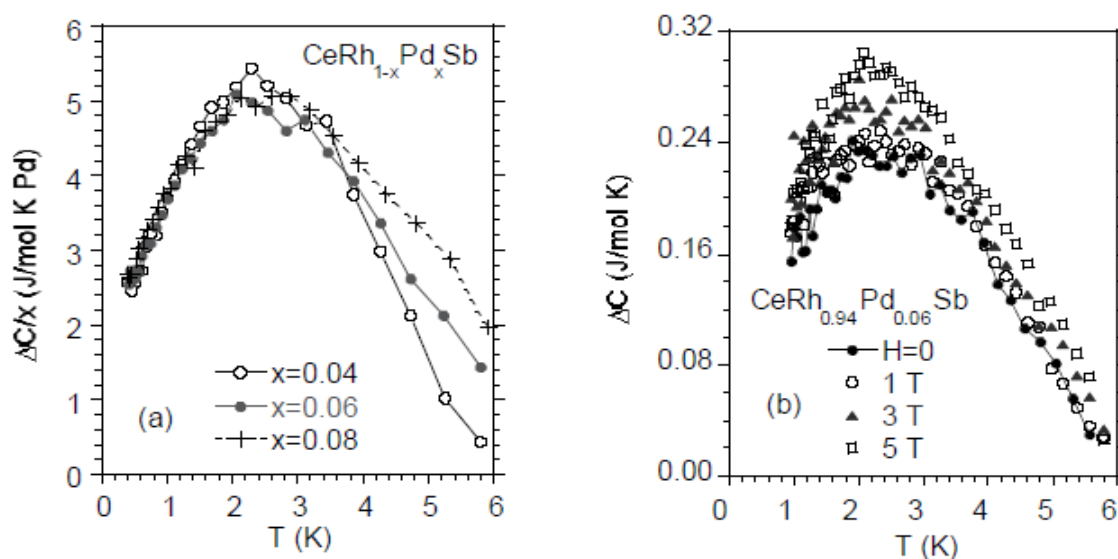 6
5
4
3
2
1
0
ΔC/x (J/mol K Pd)
CeRh₁₋ₓPdₓSb
(a)
x=0.04
x=0.06
x=0.08
0 1 2 3 4 5 6
T (K)
0.32
0.24
0.16
0.08
0.00
ΔC (J/mol K)
CeRh₀.₉₄Pd₀.₀₆Sb
H=0
1 T
3 T
5 T
(b)
0 1 2 3 4 5 6
T (K)